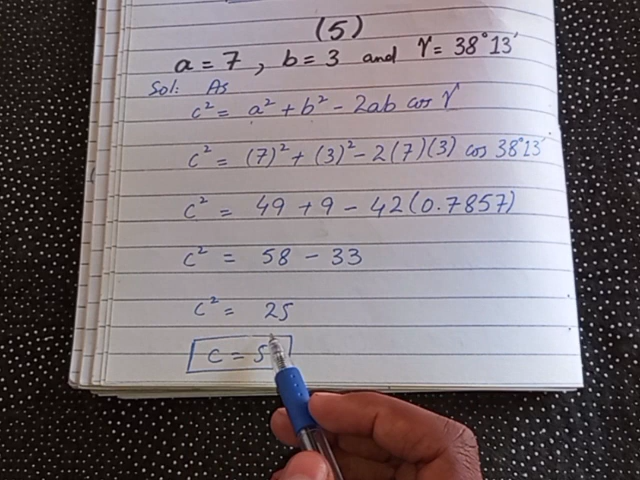 (5)
a = 7 , b = 3 and γ = 38°13′
Sol: As
c² = a² + b² - 2ab cos γ
c² = (7)² + (3)² - 2(7)(3) cos 38°13′
c² = 49 + 9 - 42(0.7857)
c² = 58 - 33
c² = 25
c = 5